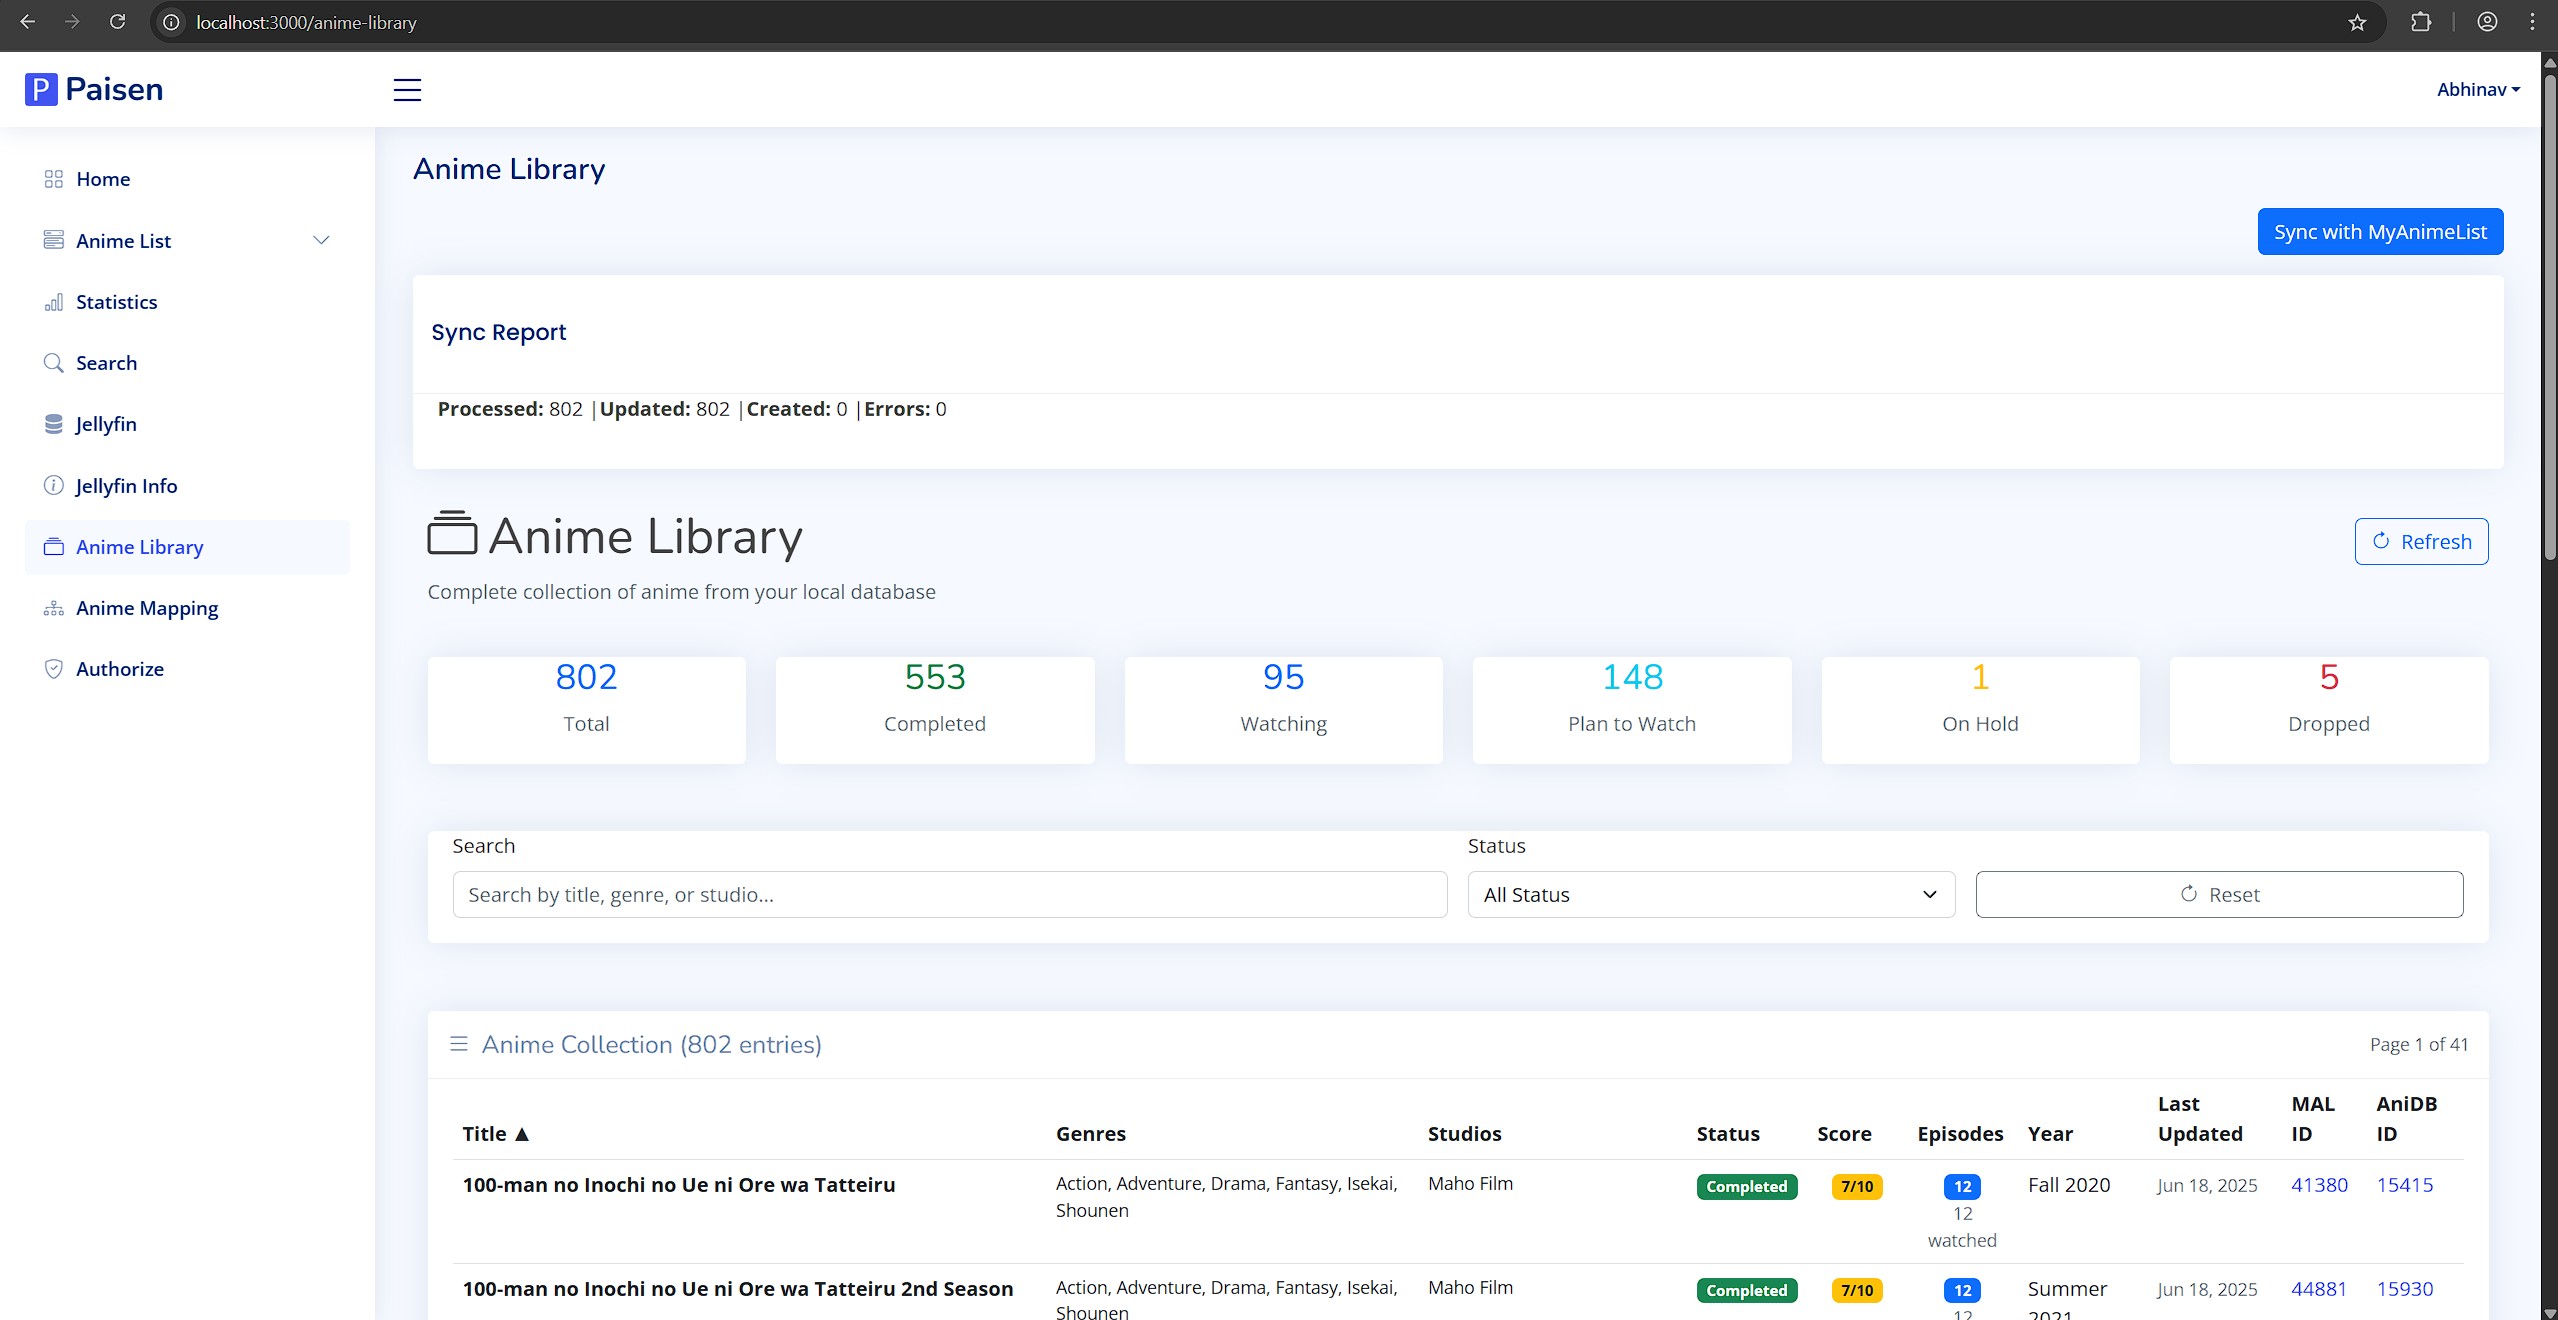 localhost:3000/anime-library
P Paisen
Abhinav
Home
Anime List
Statistics
Search
Jellyfin
Jellyfin Info
Anime Library
Anime Mapping
Authorize
Anime Library
Sync with MyAnimeList
Sync Report
Processed: 802 |Updated: 802 |Created: 0 |Errors: 0
Anime Library
Refresh
Complete collection of anime from your local database
802
Total
553
Completed
95
Watching
148
Plan to Watch
1
On Hold
5
Dropped
Search
Status
Search by title, genre, or studio...
All Status
Reset
Anime Collection (802 entries)
Page 1 of 41
Title ▲ Genres Studios Status Score Episodes Year Last Updated MAL ID AniDB ID
100-man no Inochi no Ue ni Ore wa Tatteiru
Action, Adventure, Drama, Fantasy, Isekai,
Shounen
Maho Film
Completed
7/10
12
12
watched
Fall 2020
Jun 18, 2025
41380
15415
100-man no Inochi no Ue ni Ore wa Tatteiru 2nd Season
Action, Adventure, Drama, Fantasy, Isekai,
Shounen
Maho Film
Completed
7/10
12
12
Summer
2021
Jun 18, 2025
44881
15930